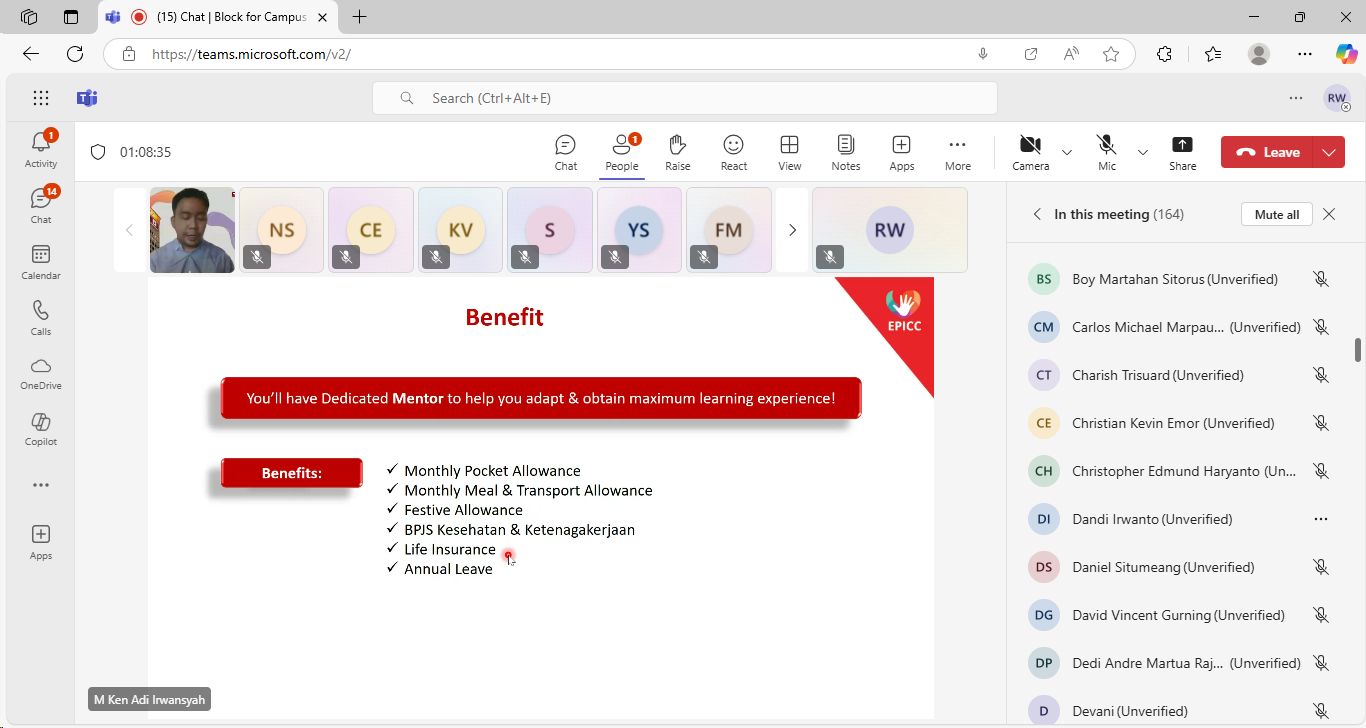 (15) Chat | Block for Campus
https://teams.microsoft.com/v2/
Search (Ctrl+Alt+E)
RW
1
Activity
14
Chat
Calendar
Calls
OneDrive
Copilot
Apps
01:08:35
Chat
1
People
Raise
React
View
Notes
Apps
More
Camera
Mic
Share
Leave
NS
CE
KV
S
YS
FM
RW
Benefit
EPICC
You'll have Dedicated Mentor to help you adapt & obtain maximum learning experience!
Benefits:
✓ Monthly Pocket Allowance
✓ Monthly Meal & Transport Allowance
✓ Festive Allowance
✓ BPJS Kesehatan & Ketenagakerjaan
✓ Life Insurance
✓ Annual Leave
M Ken Adi Irwansyah
In this meeting (164)
Mute all
BS Boy Martahan Sitorus (Unverified)
CM Carlos Michael Marpau... (Unverified)
CT Charish Trisuard (Unverified)
CE Christian Kevin Emor (Unverified)
CH Christopher Edmund Haryanto (Un...
DI Dandi Irwanto (Unverified)
DS Daniel Situmeang (Unverified)
DG David Vincent Gurning (Unverified)
DP Dedi Andre Martua Raj... (Unverified)
D Devani (Unverified)